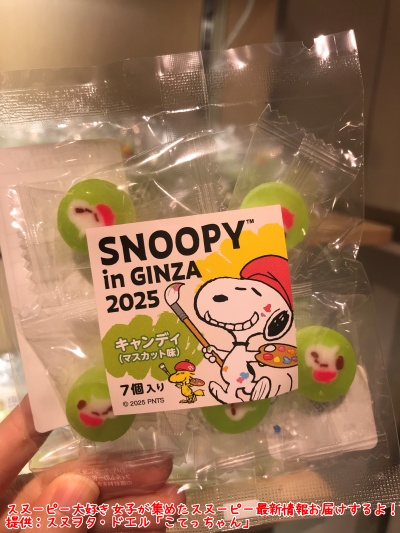 SNOOPY™
in GINZA
2025
キャンディ
(マスカット味)
7個入り
© 2025 PNTS
スヌーピー大好き女子が集めたスヌーピー最新情報お届けするよ!
提供:スヌヲタ・ドエル「こてっちゃん」